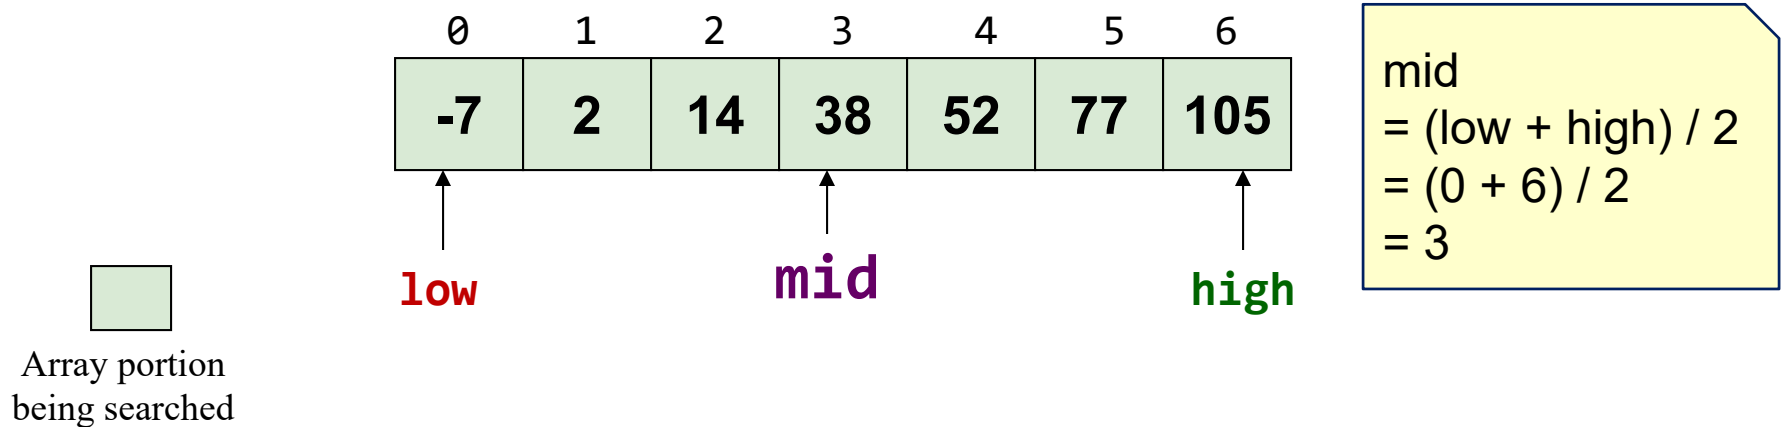 0 1 2 3 4 5 6
-7 2 14 38 52 77 105
low mid high
mid
= (low + high) / 2
= (0 + 6) / 2
= 3
Array portion
being searched